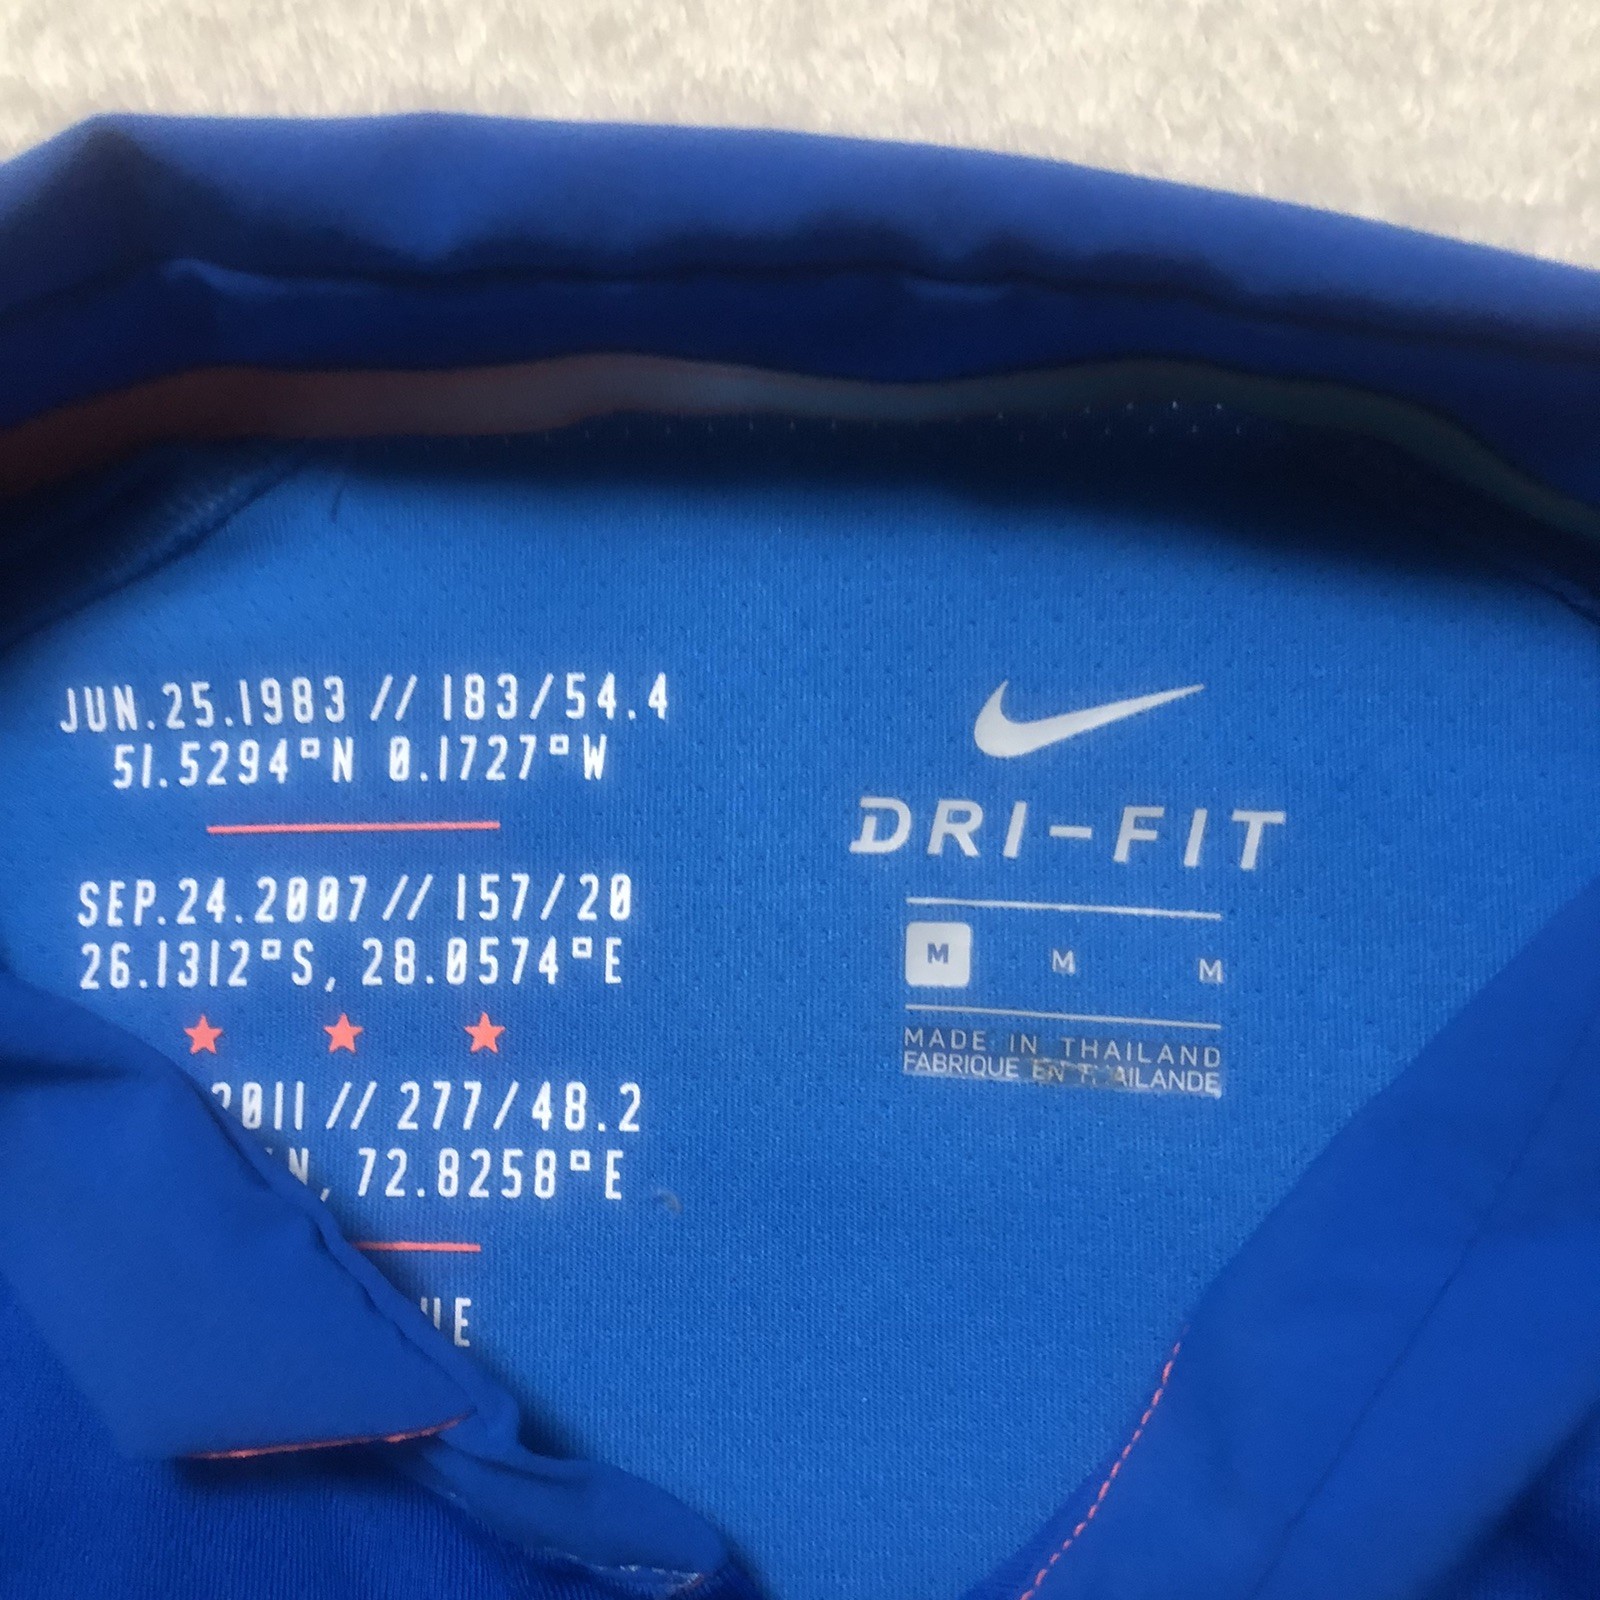 JUN.25.1983 // 183/54.4
51.5294°N 0.1727°W
SEP.24.2007 // 157/20
26.1312°S, 28.0574°E
2011 // 277/48.2
N, 72.8258°E
DRI-FIT
M M M
MADE IN THAILAND
FABRIQUE EN THAILANDE